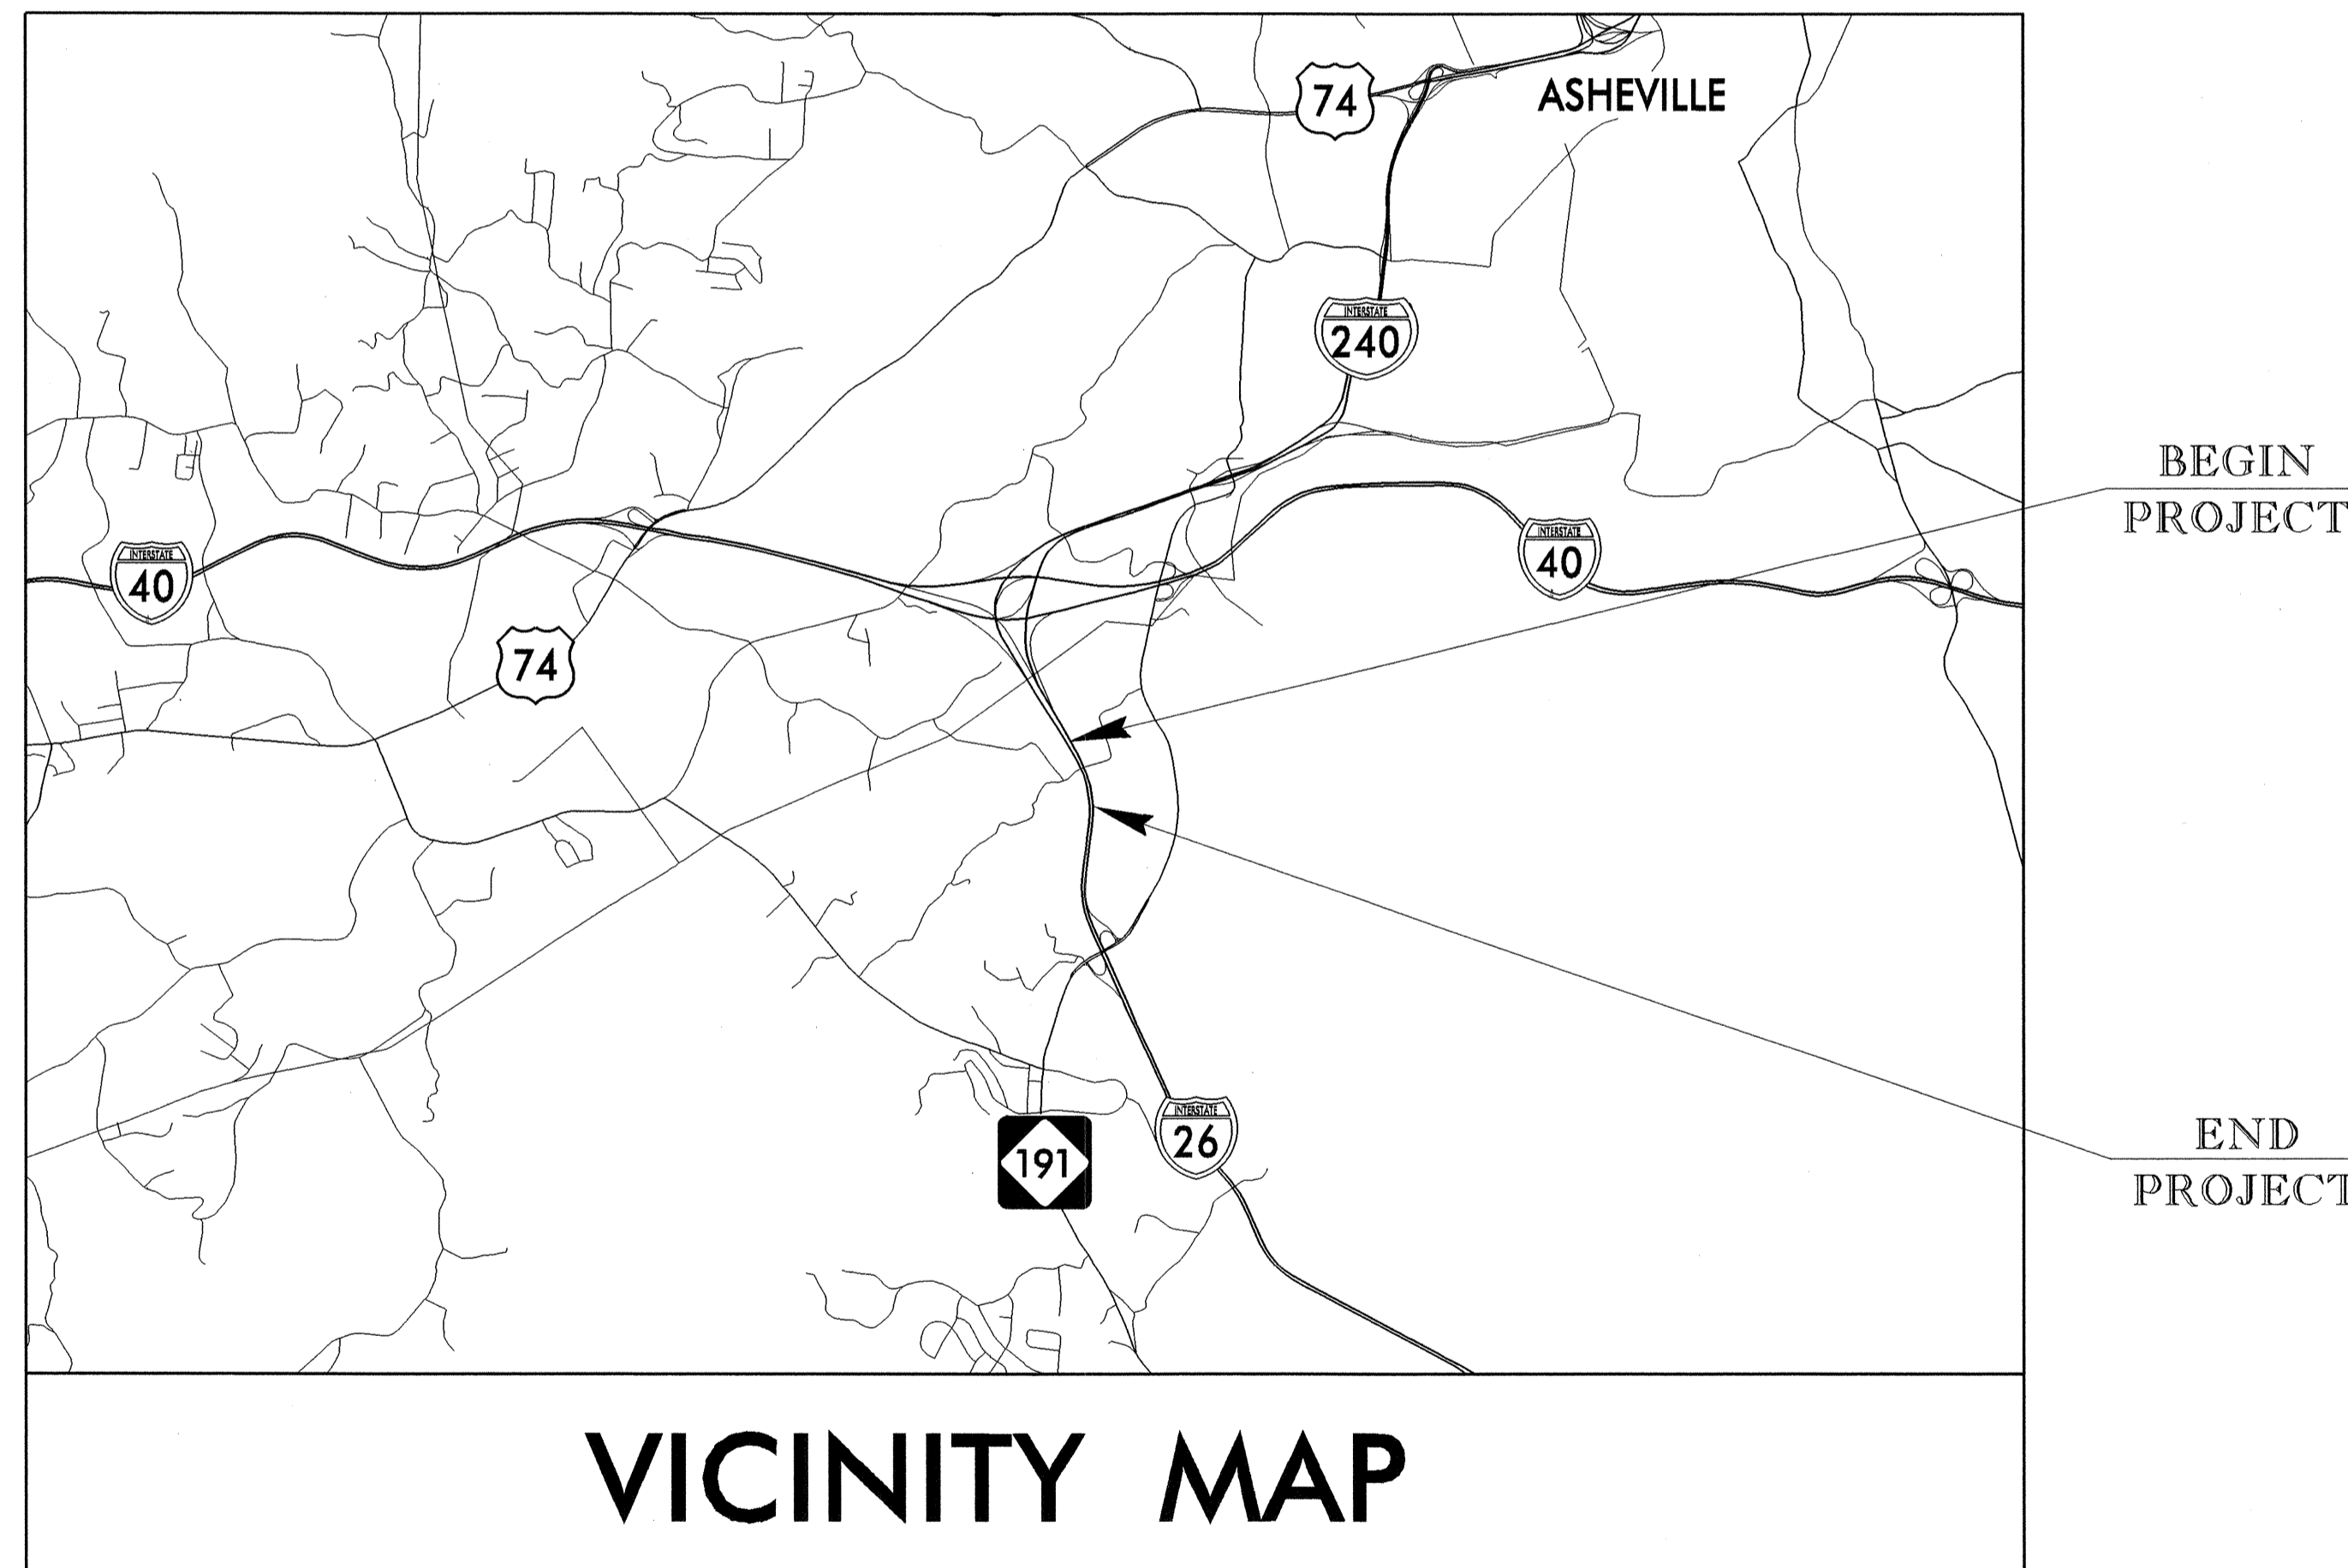 74
ASHEVILLE
INTERSTATE
240
BEGIN
PROJECT
INTERSTATE
40
INTERSTATE
40
74
END
PROJECT
INTERSTATE
26
191
VICINITY MAP